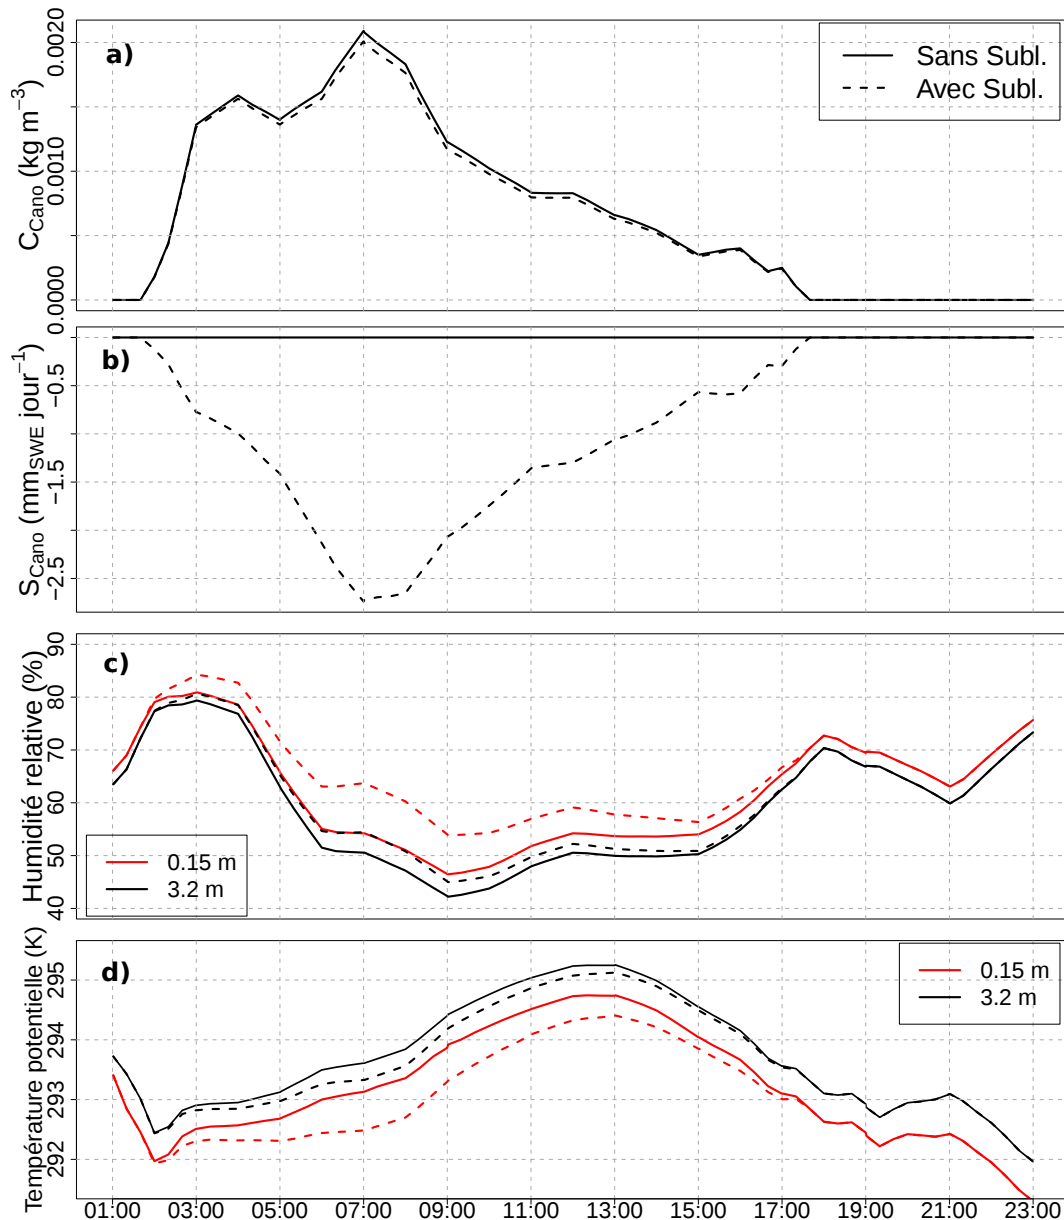 a)
Sans Subl.
Avec Subl.
C_Cano (kg m⁻³)
0.0020
0.0010
0.0000
b)
S_Cano (mm_SWE jour⁻¹)
0.0
−0.5
−1.5
−2.5
c)
Humidité relative (%)
90
80
70
60
50
40
0.15 m
3.2 m
d)
Température potentielle (K)
295
294
293
292
0.15 m
3.2 m
01:00 03:00 05:00 07:00 09:00 11:00 13:00 15:00 17:00 19:00 21:00 23:00